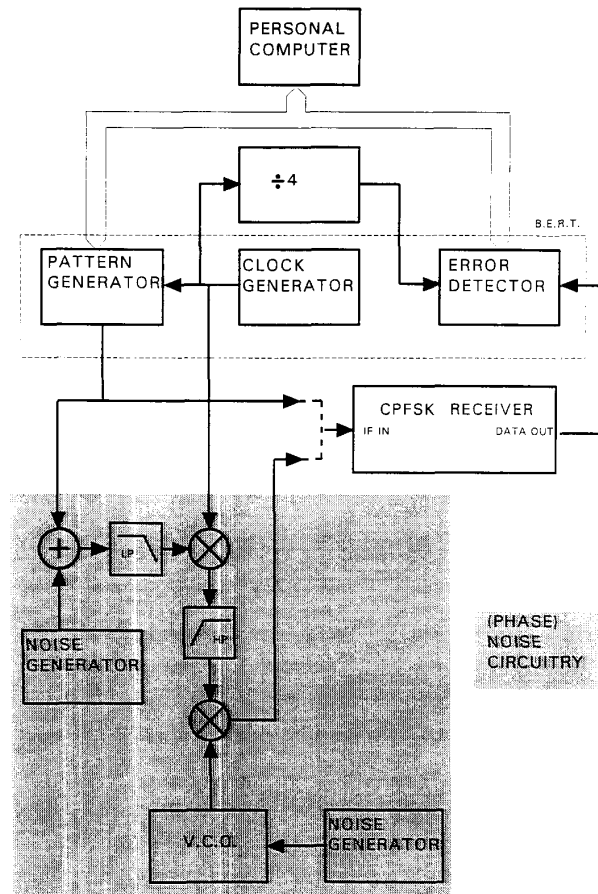 PERSONAL
COMPUTER
÷4
B.E.R.T.
PATTERN
GENERATOR
CLOCK
GENERATOR
ERROR
DETECTOR
CPFSK RECEIVER
IF IN
DATA OUT
+
LP
NOISE
GENERATOR
HP
(PHASE)
NOISE
CIRCUITRY
V.C.O.
NOISE
GENERATOR